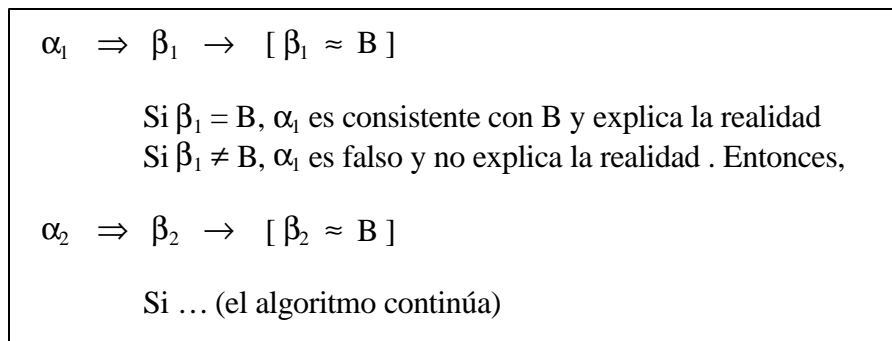 α₁ ⇒ β₁ → [ β₁ ≈ B ]
Si β₁ = B, α₁ es consistente con B y explica la realidad
Si β₁ ≠ B, α₁ es falso y no explica la realidad . Entonces,
α₂ ⇒ β₂ → [ β₂ ≈ B ]
Si … (el algoritmo continúa)